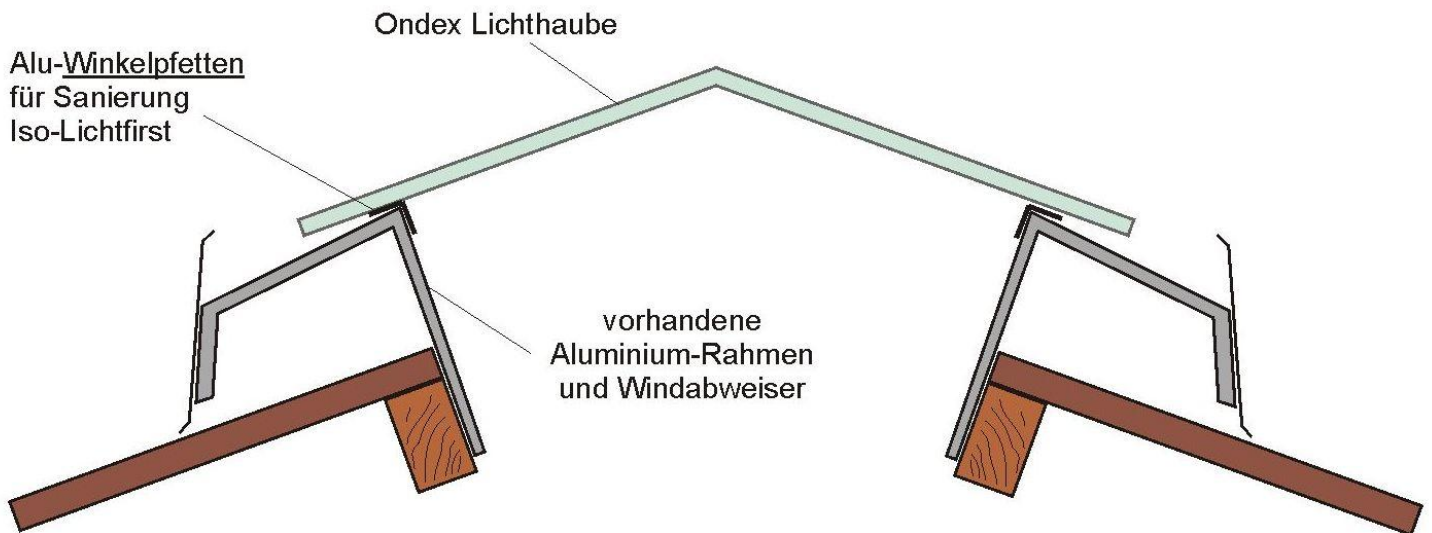 Ondex Lichthaube
Alu-Winkelpfetten
für Sanierung
Iso-Lichtfirst
vorhandene
Aluminium-Rahmen
und Windabweiser